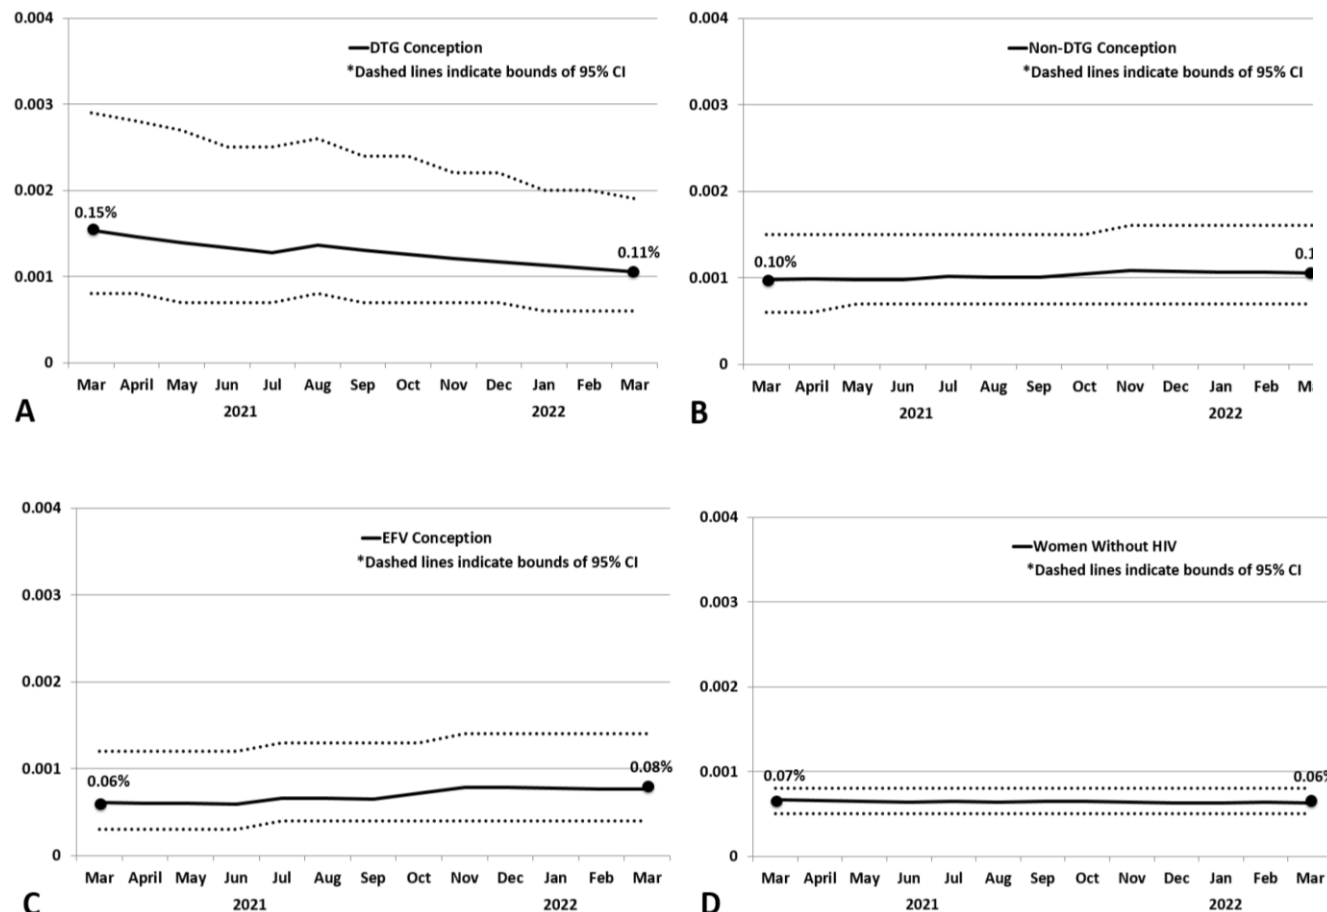 0.004
DTG Conception
*Dashed lines indicate bounds of 95% CI
0.003
0.002
0.15%
0.11%
0.001
0
Mar April May Jun Jul Aug Sep Oct Nov Dec Jan Feb Mar
2021 2022
A
0.004
Non-DTG Conception
*Dashed lines indicate bounds of 95% CI
0.003
0.002
0.10%
0.1
0.001
0
Mar April May Jun Jul Aug Sep Oct Nov Dec Jan Feb
2021 2022
B
0.004
EFV Conception
*Dashed lines indicate bounds of 95% CI
0.003
0.002
0.001
0.06%
0.08%
0
Mar April May Jun Jul Aug Sep Oct Nov Dec Jan Feb Mar
2021 2022
C
0.004
Women Without HIV
*Dashed lines indicate bounds of 95% CI
0.003
0.002
0.001
0.07%
0.06%
0
Mar April May Jun Jul Aug Sep Oct Nov Dec Jan Feb Mar
2021 2022
D